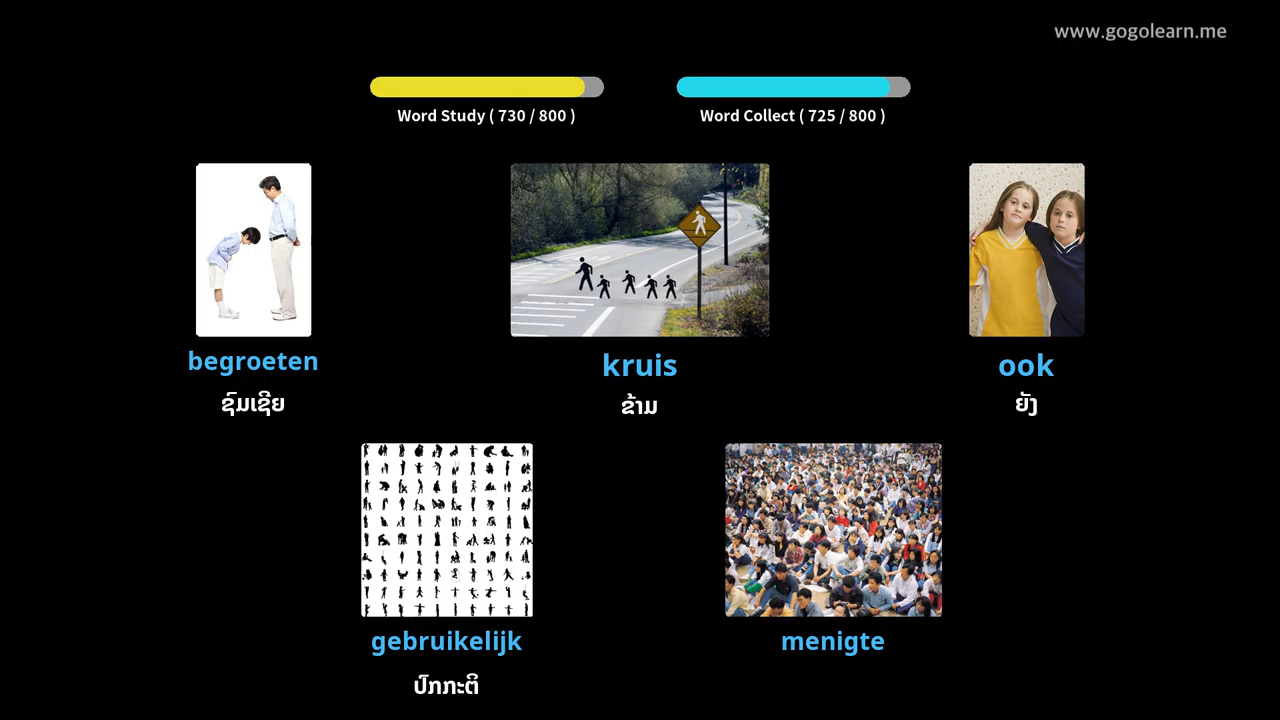 www.gogolearn.me
Word Study ( 730 / 800 )
Word Collect ( 725 / 800 )
begroeten
ຊົມເຊີຍ
kruis
ຂ້າມ
ook
ຍັງ
gebruikelijk
ປົກກະຕິ
menigte